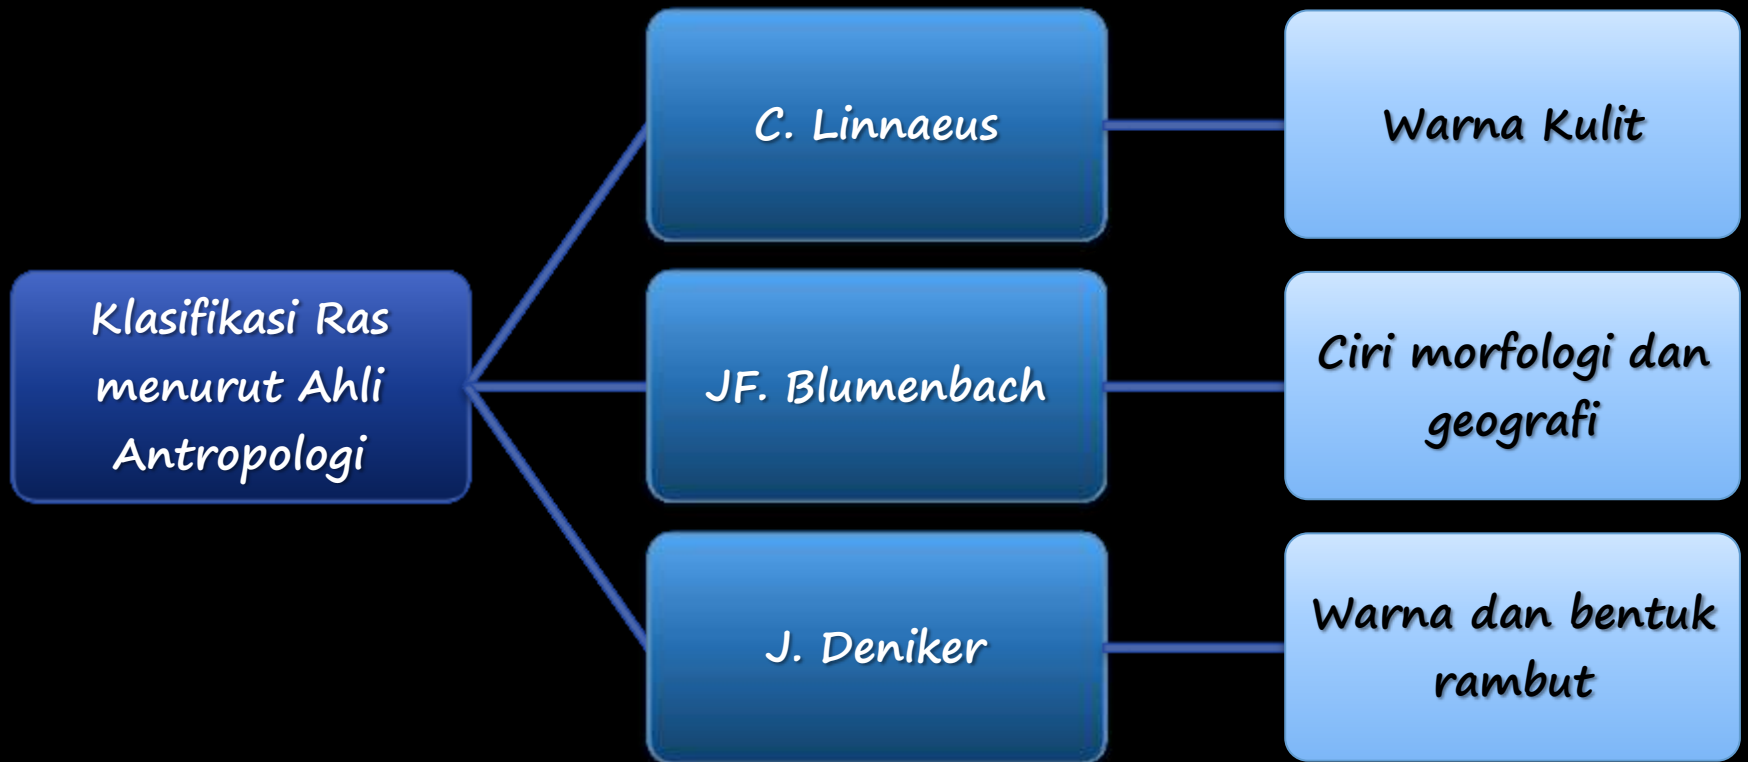 Klasifikasi Ras
menurut Ahli
Antropologi
C. Linnaeus
Warna Kulit
JF. Blumenbach
Ciri morfologi dan
geografi
J. Deniker
Warna dan bentuk
rambut